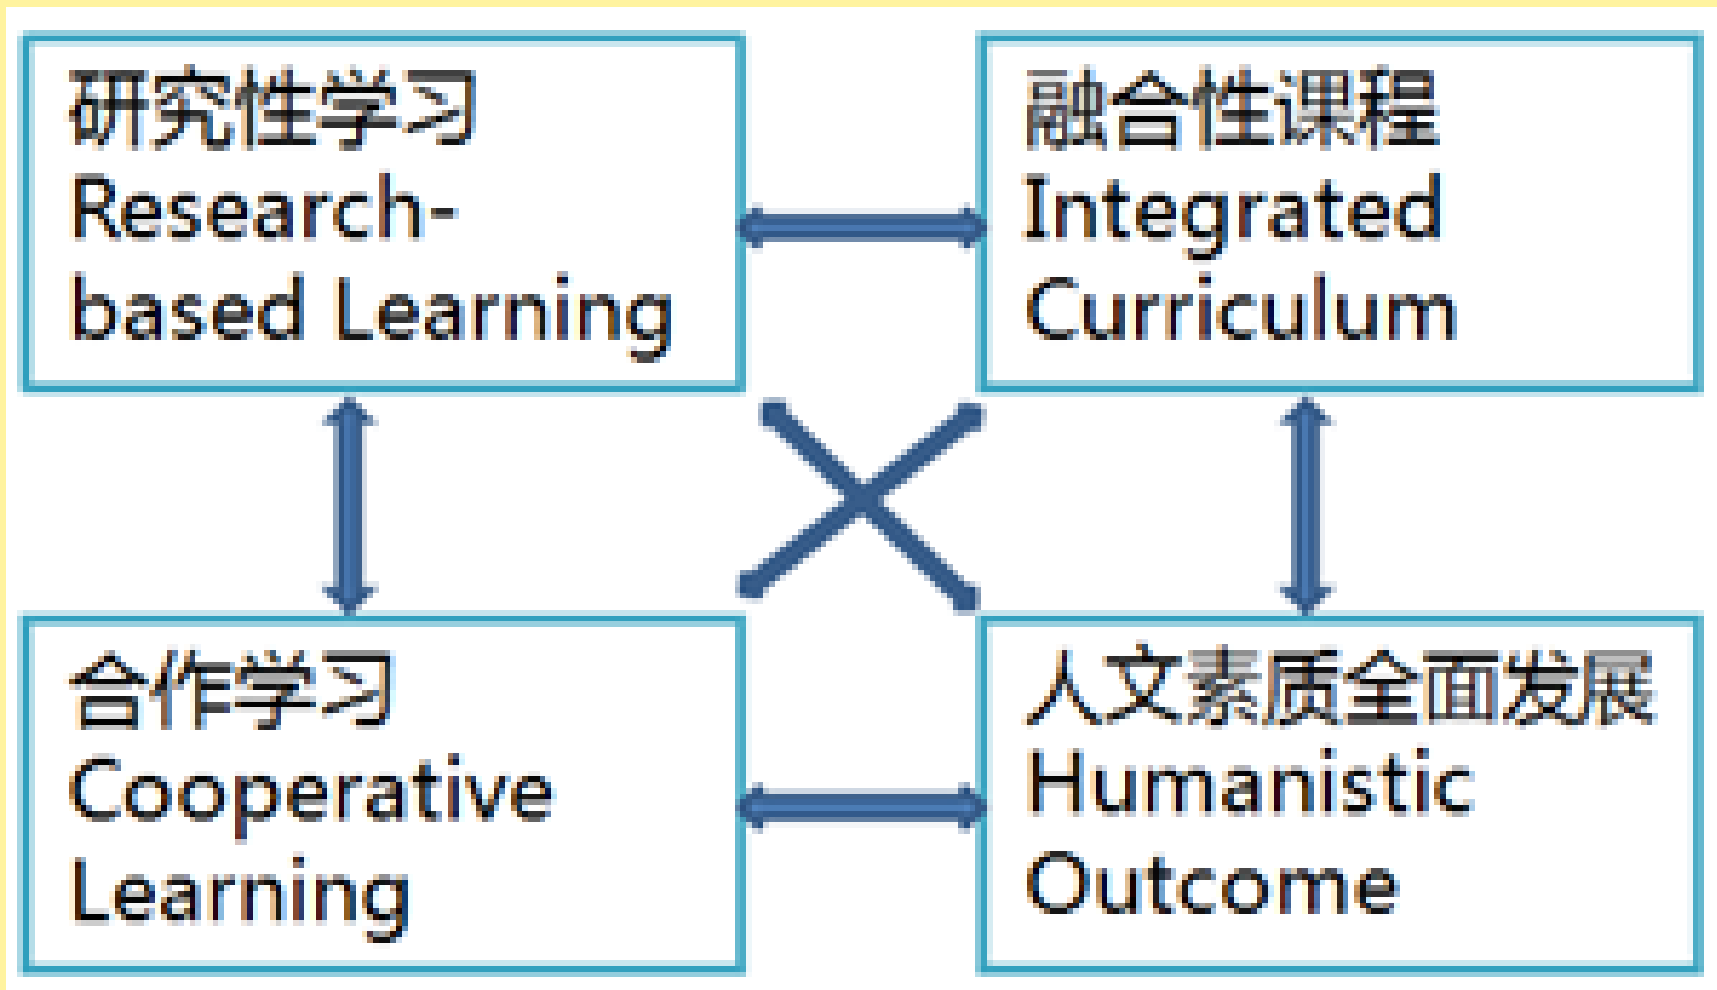 研究性学习
Research-
based Learning
融合性课程
Integrated
Curriculum
合作学习
Cooperative
Learning
人文素质全面发展
Humanistic
Outcome